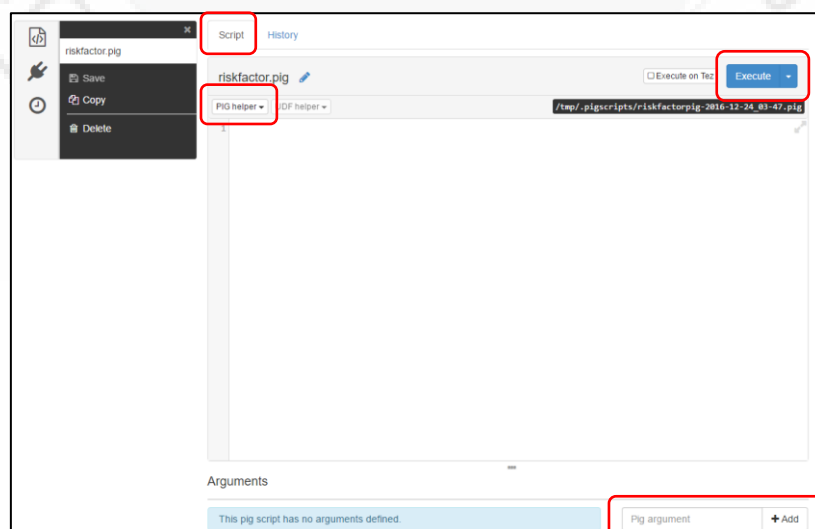 ×
Script History
riskfactor.pig
Save
Copy
Delete
riskfactor.pig
Execute on Tez
Execute
PIG helper
UDF helper
/tmp/.pigscripts/riskfactorpig-2016-12-24_03-47.pig
1
Arguments
This pig script has no arguments defined.
Pig argument
+ Add